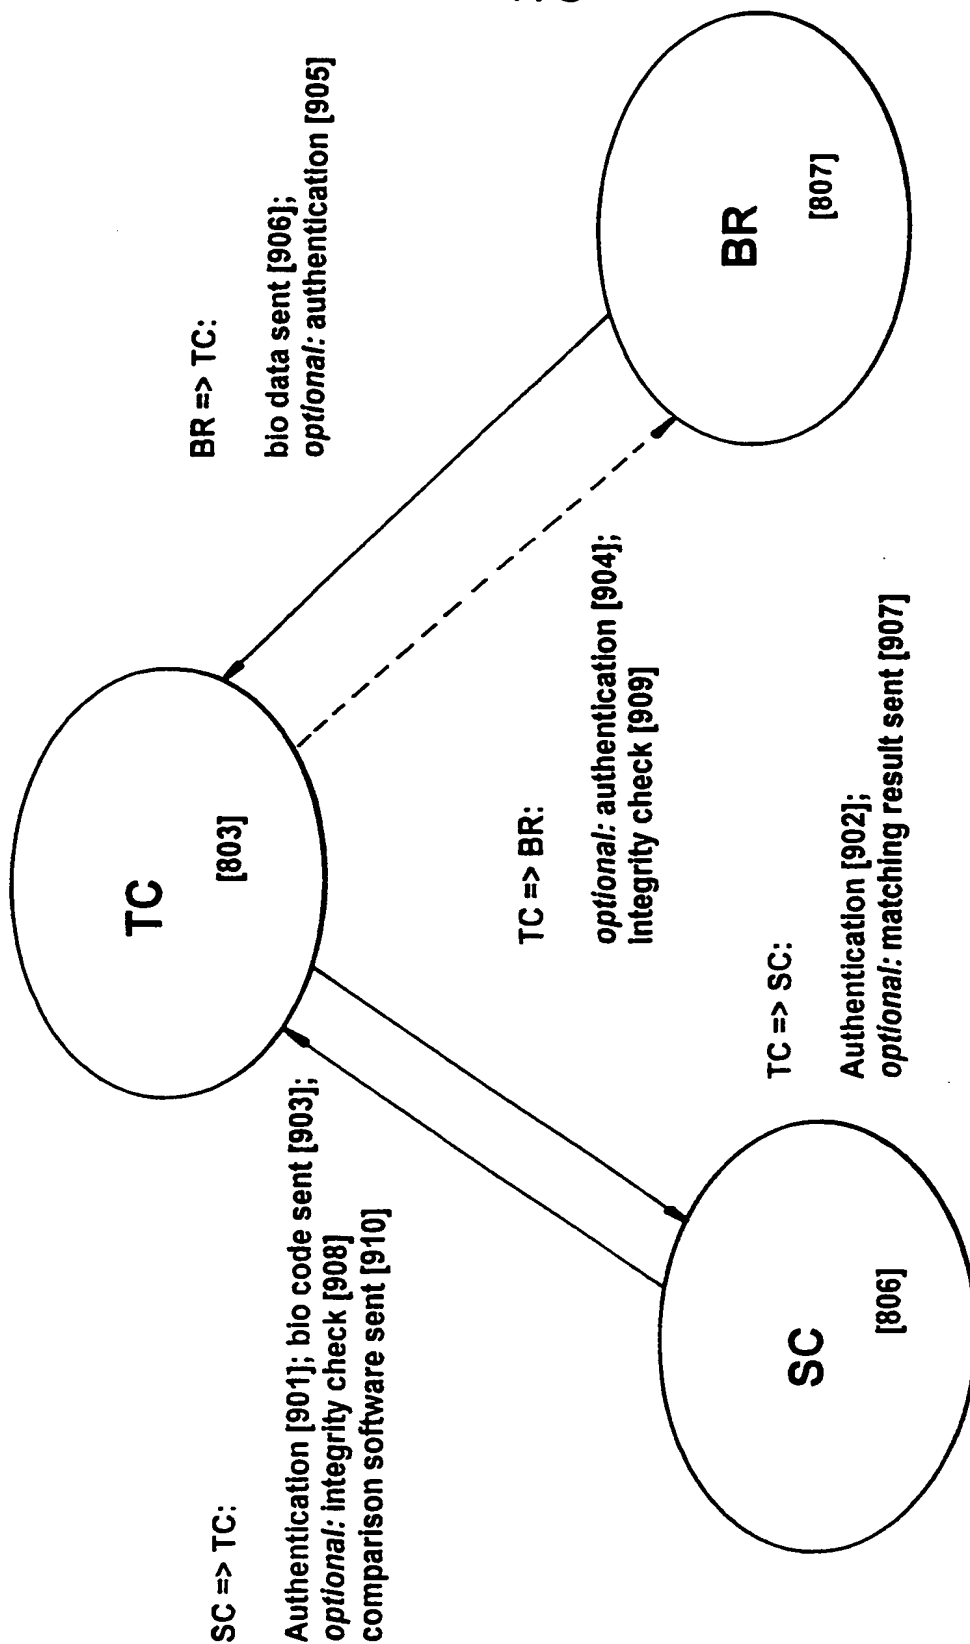 BR => TC:
bio data sent [906];
optional: authentication [905]
TC
[803]
BR
[807]
TC => BR:
optional: authentication [904];
integrity check [909]
SC => TC:
Authentication [901]; bio code sent [903];
optional: integrity check [908]
comparison software sent [910]
TC => SC:
Authentication [902];
optional: matching result sent [907]
SC
[806]